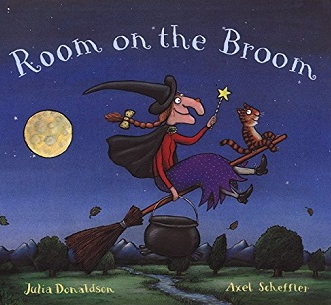 Room on the Broom
Julia Donaldson
Axel Scheffler